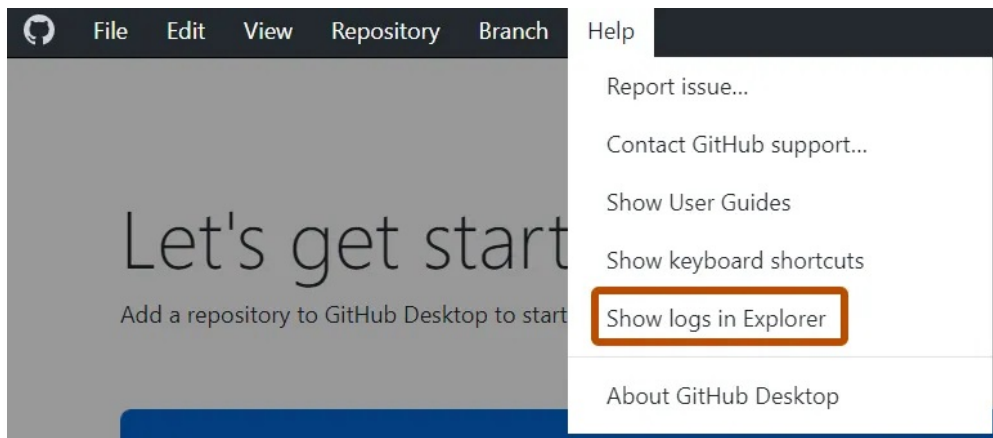 File Edit View Repository Branch Help
Report issue...
Contact GitHub support...
Show User Guides
Show keyboard shortcuts
Show logs in Explorer
About GitHub Desktop
Let's get start
Add a repository to GitHub Desktop to start